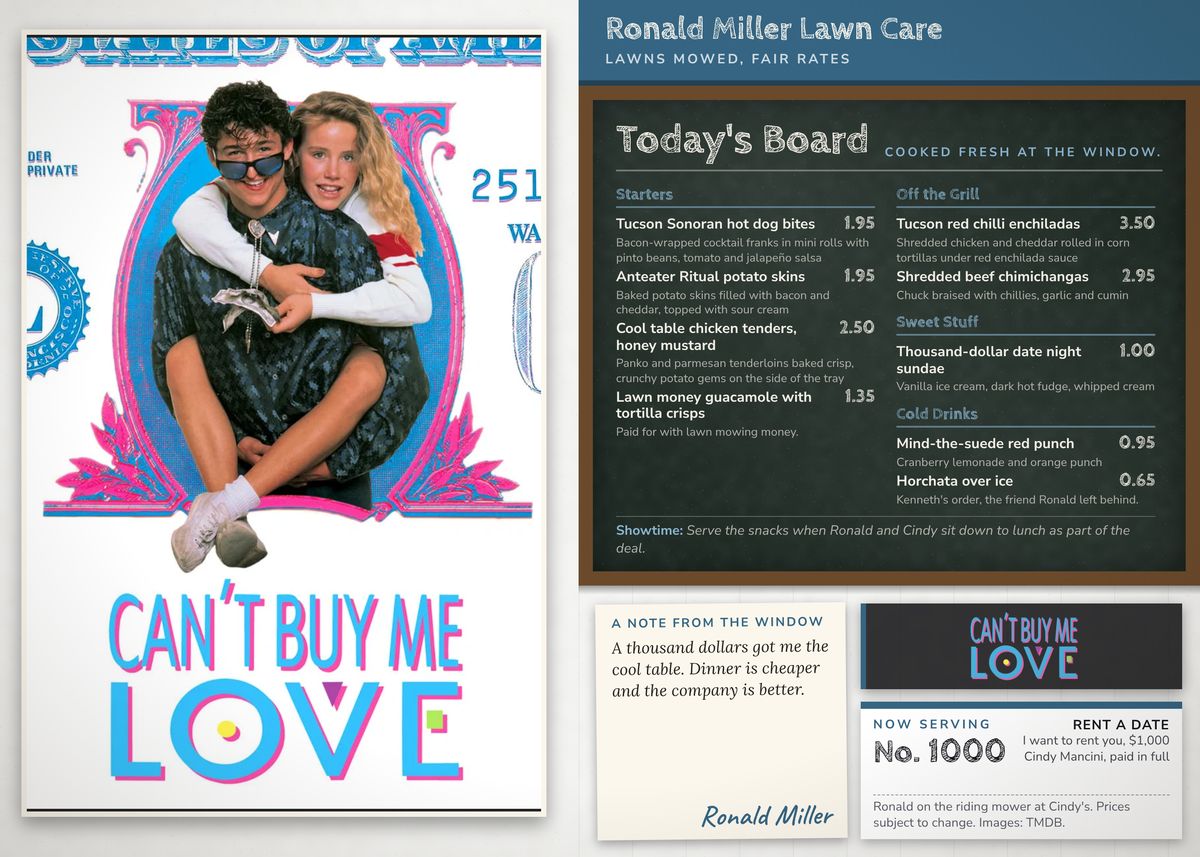 DER
PRIVATE
251
WA
CAN'T BUY ME
LOVE
Ronald Miller Lawn Care
LAWNS MOWED, FAIR RATES
Today's Board
COOKED FRESH AT THE WINDOW.
Starters
Tucson Sonoran hot dog bites 1.95
Bacon-wrapped cocktail franks in mini rolls with
pinto beans, tomato and jalapeño salsa
Anteater Ritual potato skins 1.95
Baked potato skins filled with bacon and
cheddar, topped with sour cream
Cool table chicken tenders, 2.50
honey mustard
Panko and parmesan tenderloins baked crisp,
crunchy potato gems on the side of the tray
Lawn money guacamole with 1.35
tortilla crisps
Paid for with lawn mowing money.
Off the Grill
Tucson red chilli enchiladas 3.50
Shredded chicken and cheddar rolled in corn
tortillas under red enchilada sauce
Shredded beef chimichangas 2.95
Chuck braised with chillies, garlic and cumin
Sweet Stuff
Thousand-dollar date night 1.00
sundae
Vanilla ice cream, dark hot fudge, whipped cream
Cold Drinks
Mind-the-suede red punch 0.95
Cranberry lemonade and orange punch
Horchata over ice 0.65
Kenneth's order, the friend Ronald left behind.
Showtime: Serve the snacks when Ronald and Cindy sit down to lunch as part of the
deal.
A NOTE FROM THE WINDOW
A thousand dollars got me the
cool table. Dinner is cheaper
and the company is better.
Ronald Miller
CAN'T BUY ME
LOVE
NOW SERVING
No. 1000
RENT A DATE
I want to rent you, $1,000
Cindy Mancini, paid in full
Ronald on the riding mower at Cindy's. Prices
subject to change. Images: TMDB.